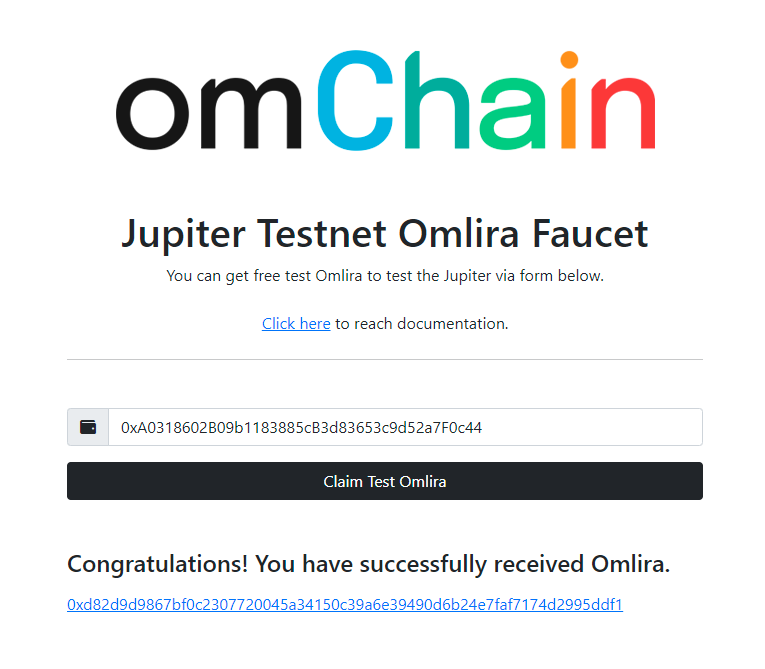 omChain
Jupiter Testnet Omlira Faucet
You can get free test Omlira to test the Jupiter via form below.
Click here to reach documentation.
0xA0318602B09b1183885cB3d83653c9d52a7F0c44
Claim Test Omlira
Congratulations! You have successfully received Omlira.
0xd82d9d9867bf0c2307720045a34150c39a6e39490d6b24e7faf7174d2995ddf1